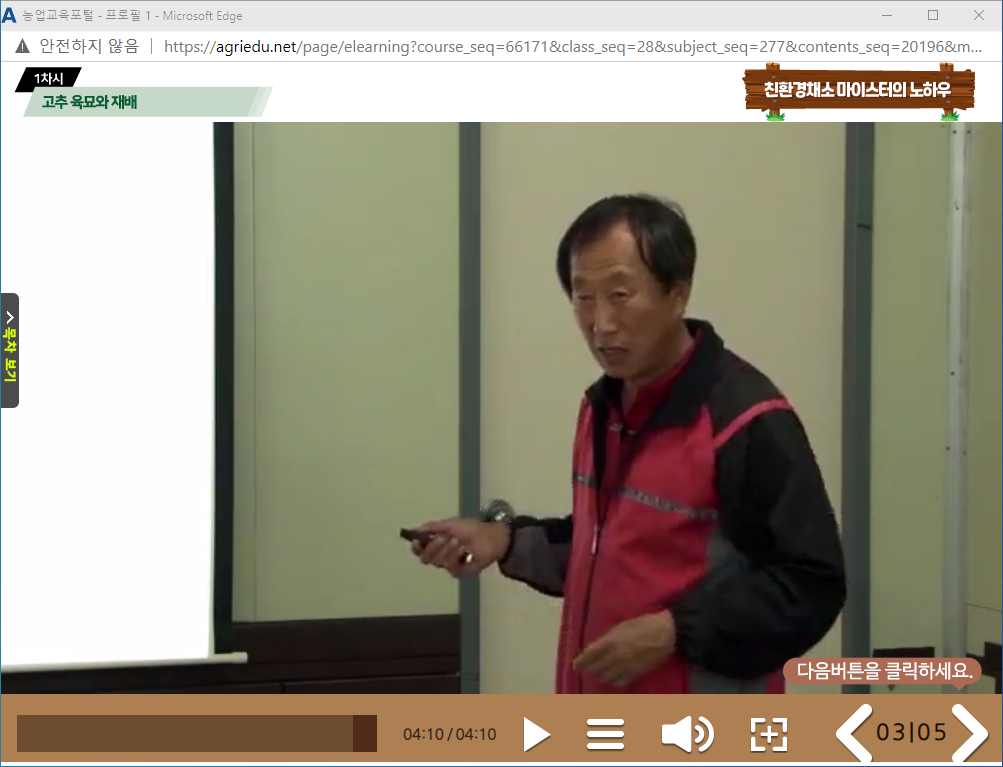 농업교육포털 - 프로필 1 - Microsoft Edge
안전하지 않음 | https://agriedu.net/page/elearning?course_seq=66171&class_seq=28&subject_seq=277&contents_seq=20196&m...
1차시
고추 육묘와 재배
친환경채소 마이스터의 노하우
목차 보기
다음버튼을 클릭하세요.
04:10 / 04:10
03|05